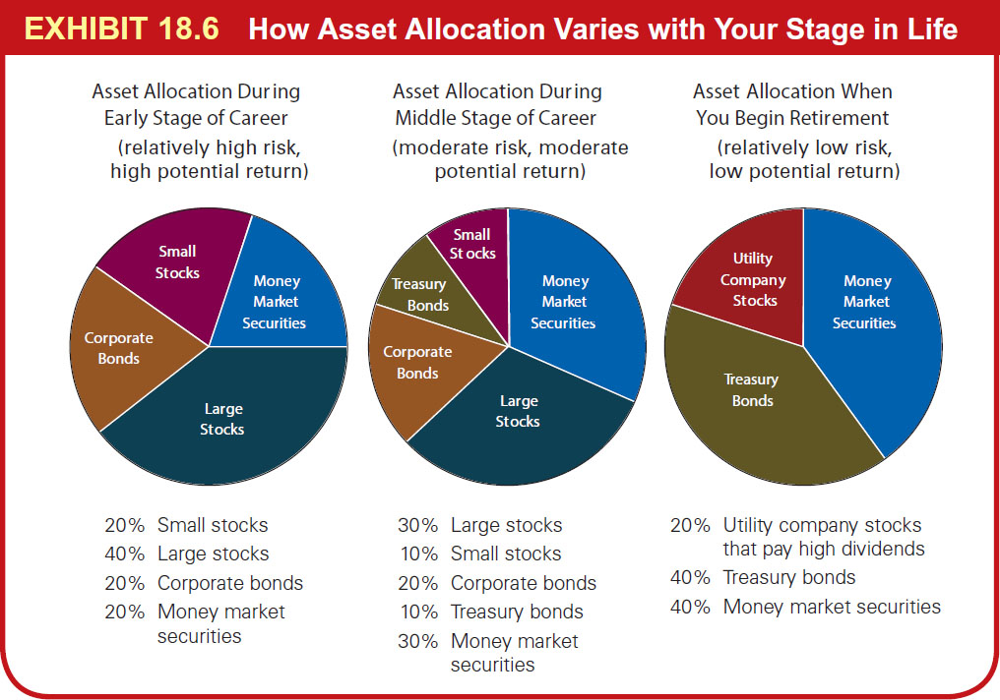 EXHIBIT 18.6 How Asset Allocation Varies with Your Stage in Life
Asset Allocation During
Early Stage of Career
(relatively high risk,
high potential return)
Small
Stocks
Money
Market
Securities
Corporate
Bonds
Large
Stocks
20% Small stocks
40% Large stocks
20% Corporate bonds
20% Money market
securities
Asset Allocation During
Middle Stage of Career
(moderate risk, moderate
potential return)
Small
Stocks
Treasury
Bonds
Money
Market
Securities
Corporate
Bonds
Large
Stocks
30% Large stocks
10% Small stocks
20% Corporate bonds
10% Treasury bonds
30% Money market
securities
Asset Allocation When
You Begin Retirement
(relatively low risk,
low potential return)
Utility
Company
Stocks
Money
Market
Securities
Treasury
Bonds
20% Utility company stocks
that pay high dividends
40% Treasury bonds
40% Money market securities